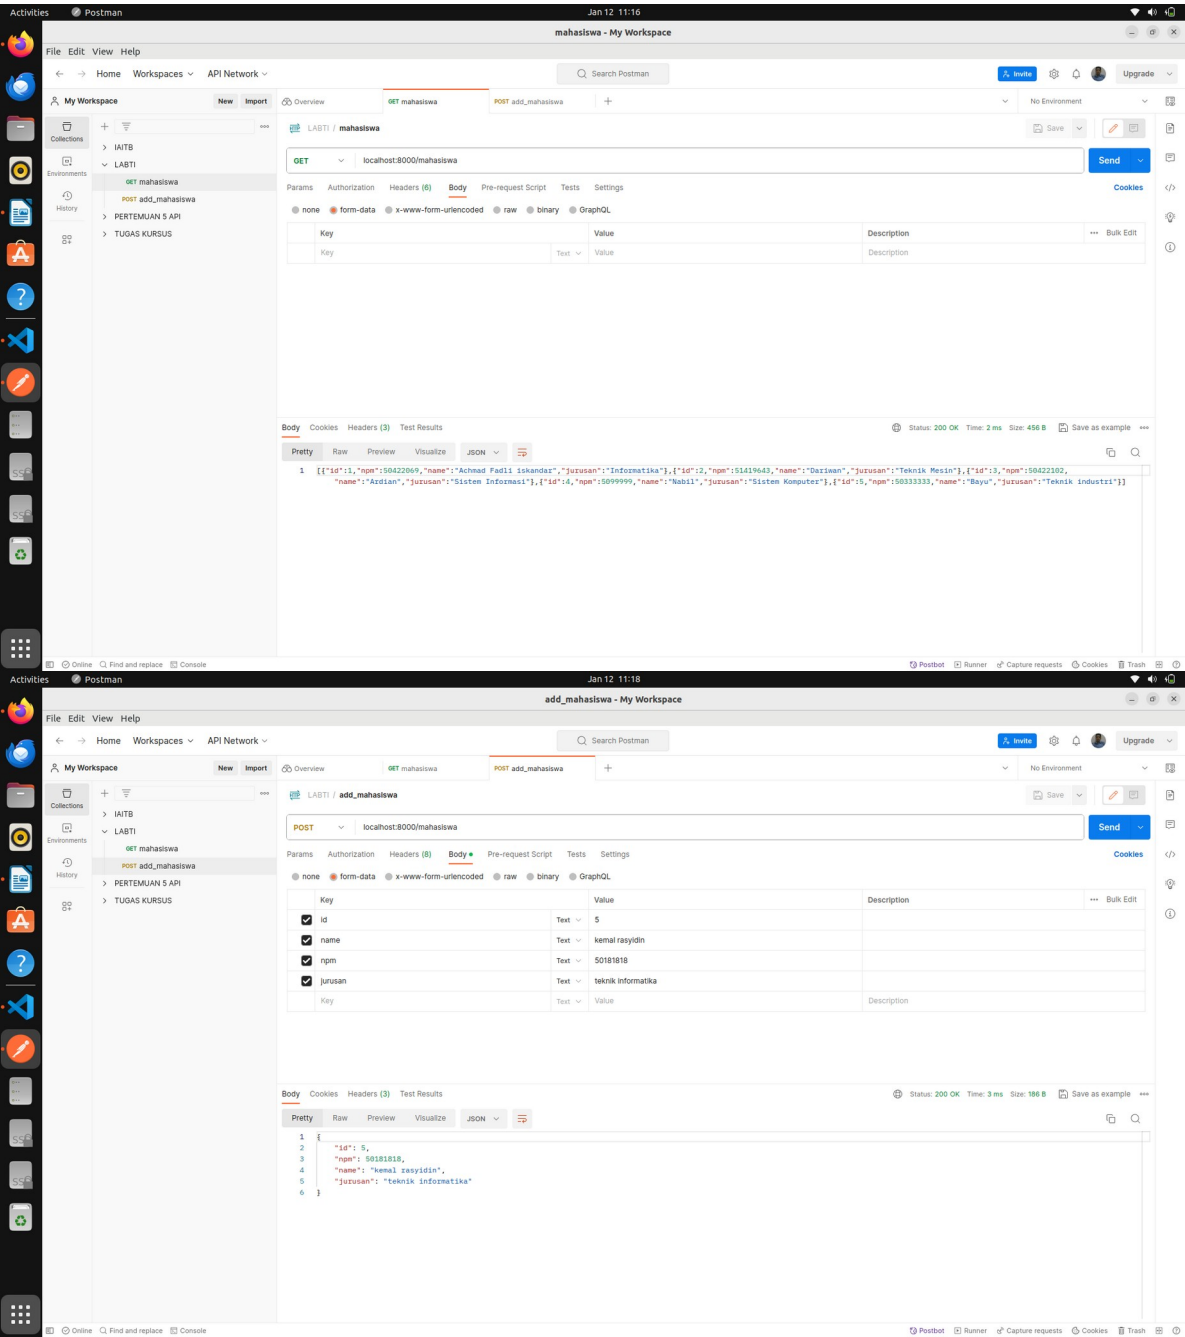 Activities Postman Jan 12 11:16
mahasiswa - My Workspace
File Edit View Help
Home Workspaces API Network Search Postman Invite Upgrade
My Workspace New Import Overview GET mahasiswa POST add_mahasiswa No Environment
Collections LABTI / mahasiswa Save
IAITB
LABTI GET localhost:8000/mahasiswa Send
Environments
GET mahasiswa Params Authorization Headers (6) Body Pre-request Script Tests Settings Cookies
POST add_mahasiswa
History none form-data x-www-form-urlencoded raw binary GraphQL
PERTEMUAN 5 API
TUGAS KURSUS Key Value Description Bulk Edit
Key Text Value Description
Body Cookies Headers (3) Test Results Status: 200 OK Time: 2 ms Size: 456 B Save as example
Pretty Raw Preview Visualize JSON
1 [{"id":1,"npm":50422069,"name":"Achmad Fadli iskandar","jurusan":"Informatika"},{"id":2,"npm":51419643,"name":"Dariwan","jurusan":"Teknik Mesin"},{"id":3,"npm":50422102,
"name":"Ardian","jurusan":"Sistem Informasi"},{"id":4,"npm":5099999,"name":"Nabil","jurusan":"Sistem Komputer"},{"id":5,"npm":50333333,"name":"Bayu","jurusan":"Teknik industri"}]
Online Find and replace Console Postbot Runner Capture requests Cookies Trash
Activities Postman Jan 12 11:18
add_mahasiswa - My Workspace
File Edit View Help
Home Workspaces API Network Search Postman Invite Upgrade
My Workspace New Import Overview GET mahasiswa POST add_mahasiswa No Environment
Collections LABTI / add_mahasiswa Save
IAITB
LABTI POST localhost:8000/mahasiswa Send
Environments
GET mahasiswa Params Authorization Headers (8) Body Pre-request Script Tests Settings Cookies
POST add_mahasiswa
History none form-data x-www-form-urlencoded raw binary GraphQL
PERTEMUAN 5 API
TUGAS KURSUS Key Value Description Bulk Edit
id Text 5
name Text kemal rasyidin
npm Text 50181818
jurusan Text teknik informatika
Key Text Value Description
Body Cookies Headers (3) Test Results Status: 200 OK Time: 3 ms Size: 186 B Save as example
Pretty Raw Preview Visualize JSON
1 {
2 "id": 5,
3 "npm": 50181818,
4 "name": "kemal rasyidin",
5 "jurusan": "teknik informatika"
6 }
Online Find and replace Console Postbot Runner Capture requests Cookies Trash